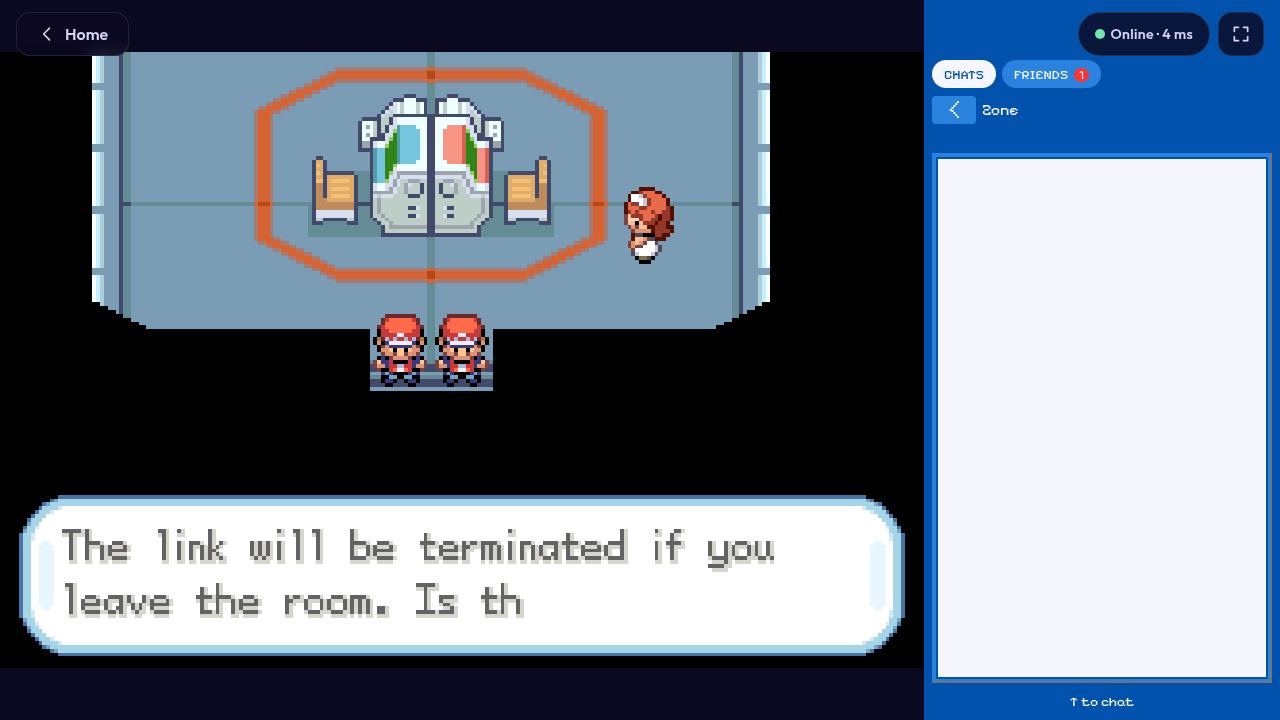 Home
Online · 4 ms
CHATS
FRIENDS 1
Zone
The link will be terminated if you
leave the room. Is th
↑ to chat